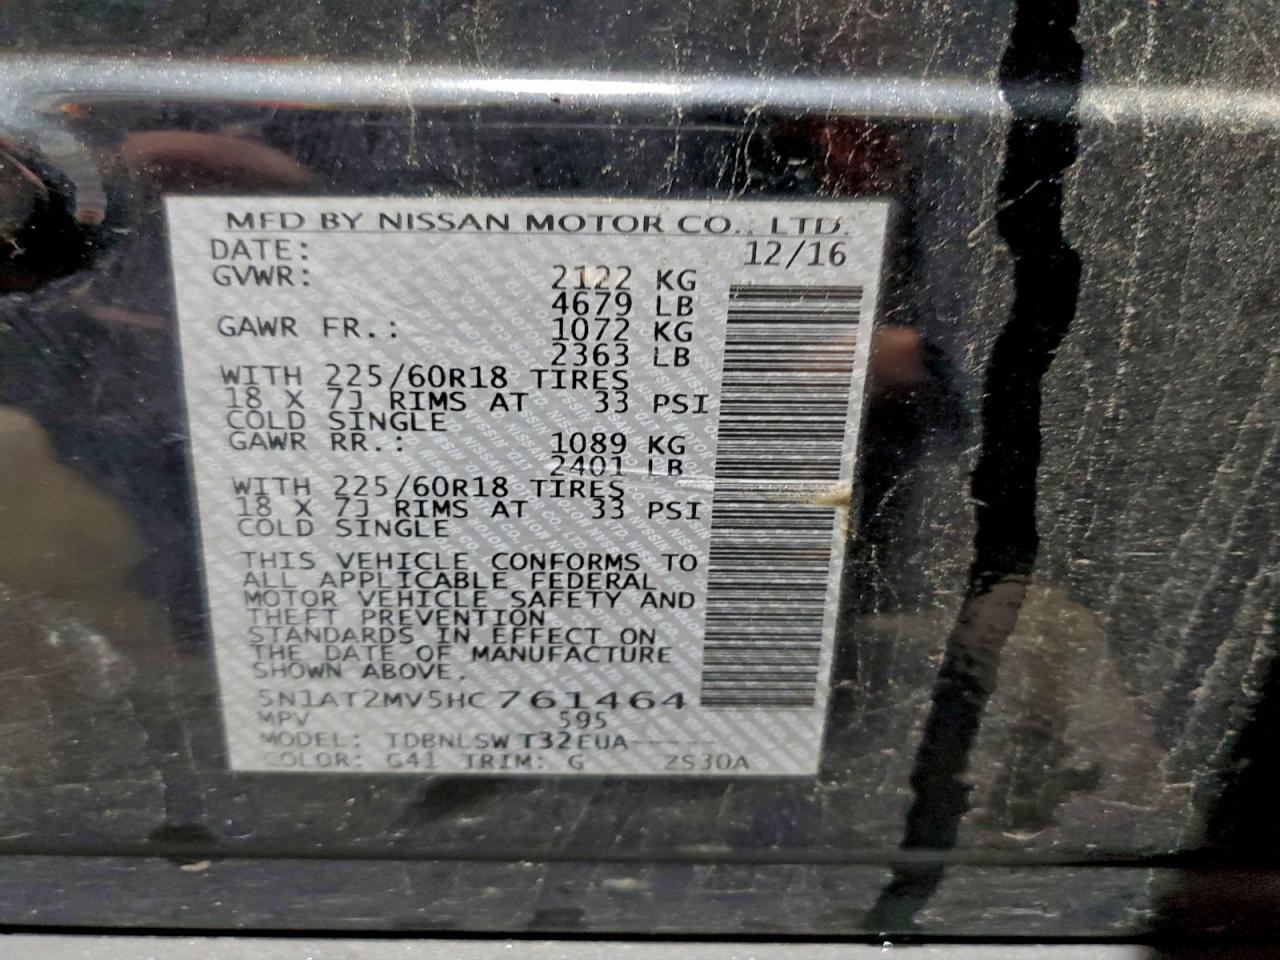 MFD BY NISSAN MOTOR CO., LTD.
DATE: 12/16
GVWR: 2122 KG
4679 LB
GAWR FR.: 1072 KG
2363 LB
WITH 225/60R18 TIRES
18 X 7J RIMS AT 33 PSI
COLD SINGLE
GAWR RR.: 1089 KG
2401 LB
WITH 225/60R18 TIRES
18 X 7J RIMS AT 33 PSI
COLD SINGLE
THIS VEHICLE CONFORMS TO
ALL APPLICABLE FEDERAL
MOTOR VEHICLE SAFETY AND
THEFT PREVENTION
STANDARDS IN EFFECT ON
THE DATE OF MANUFACTURE
SHOWN ABOVE.
5N1AT2MV5HC761464
MPV 595
MODEL: TDBNLSWT32EUA-----
COLOR: G41 TRIM: G ZS30A